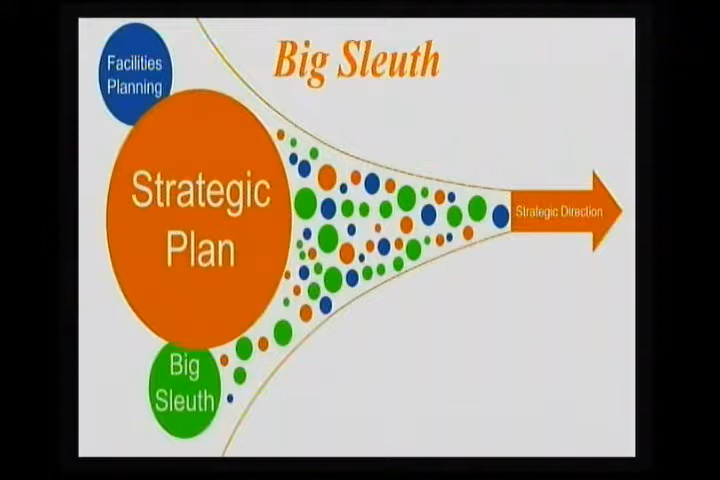 Big Sleuth
Facilities
Planning
Strategic
Plan
Strategic Direction
Big
Sleuth